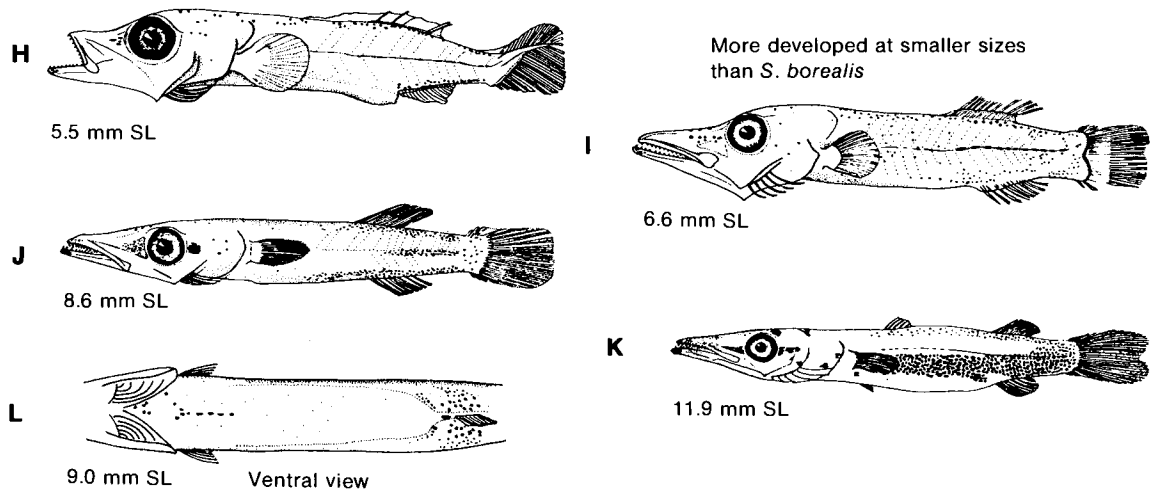 H
5.5 mm SL
More developed at smaller sizes
than S. borealis
I
6.6 mm SL
J
8.6 mm SL
K
11.9 mm SL
L
9.0 mm SL
Ventral view